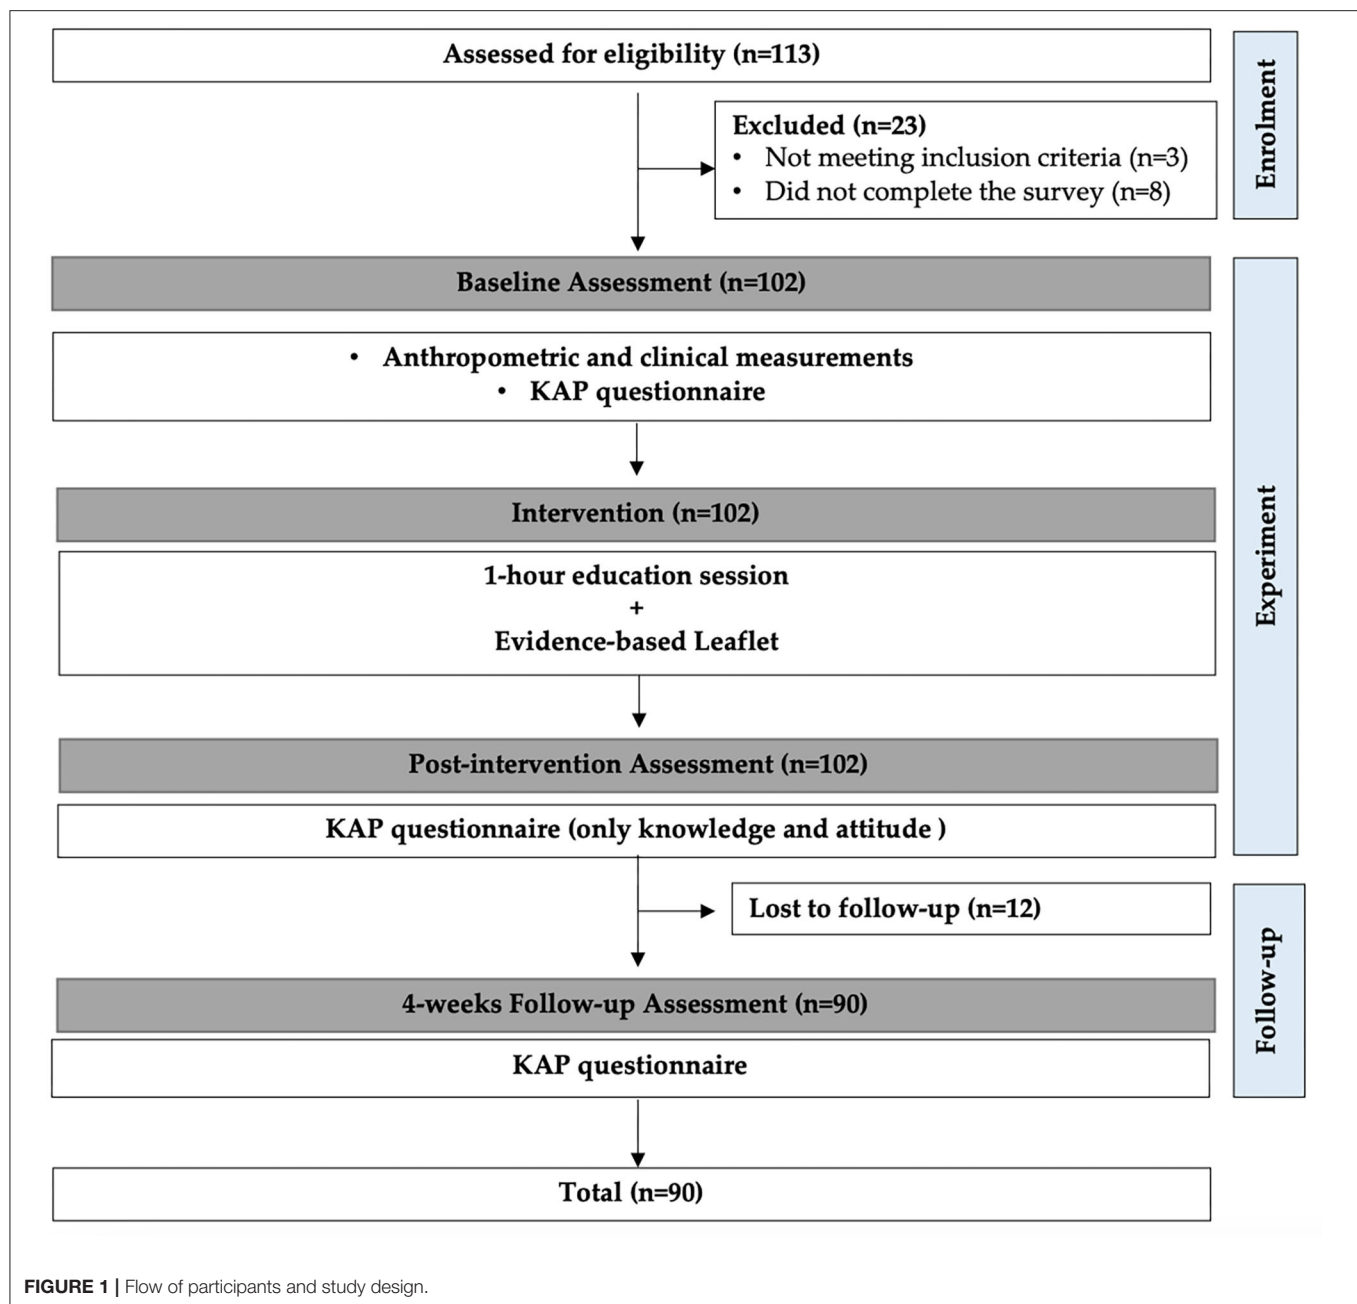 Assessed for eligibility (n=113)
Enrolment
Excluded (n=23)
• Not meeting inclusion criteria (n=3)
• Did not complete the survey (n=8)
Baseline Assessment (n=102)
• Anthropometric and clinical measurements
• KAP questionnaire
Experiment
Intervention (n=102)
1-hour education session
+
Evidence-based Leaflet
Post-intervention Assessment (n=102)
KAP questionnaire (only knowledge and attitude )
Lost to follow-up (n=12)
Follow-up
4-weeks Follow-up Assessment (n=90)
KAP questionnaire
Total (n=90)
FIGURE 1 | Flow of participants and study design.